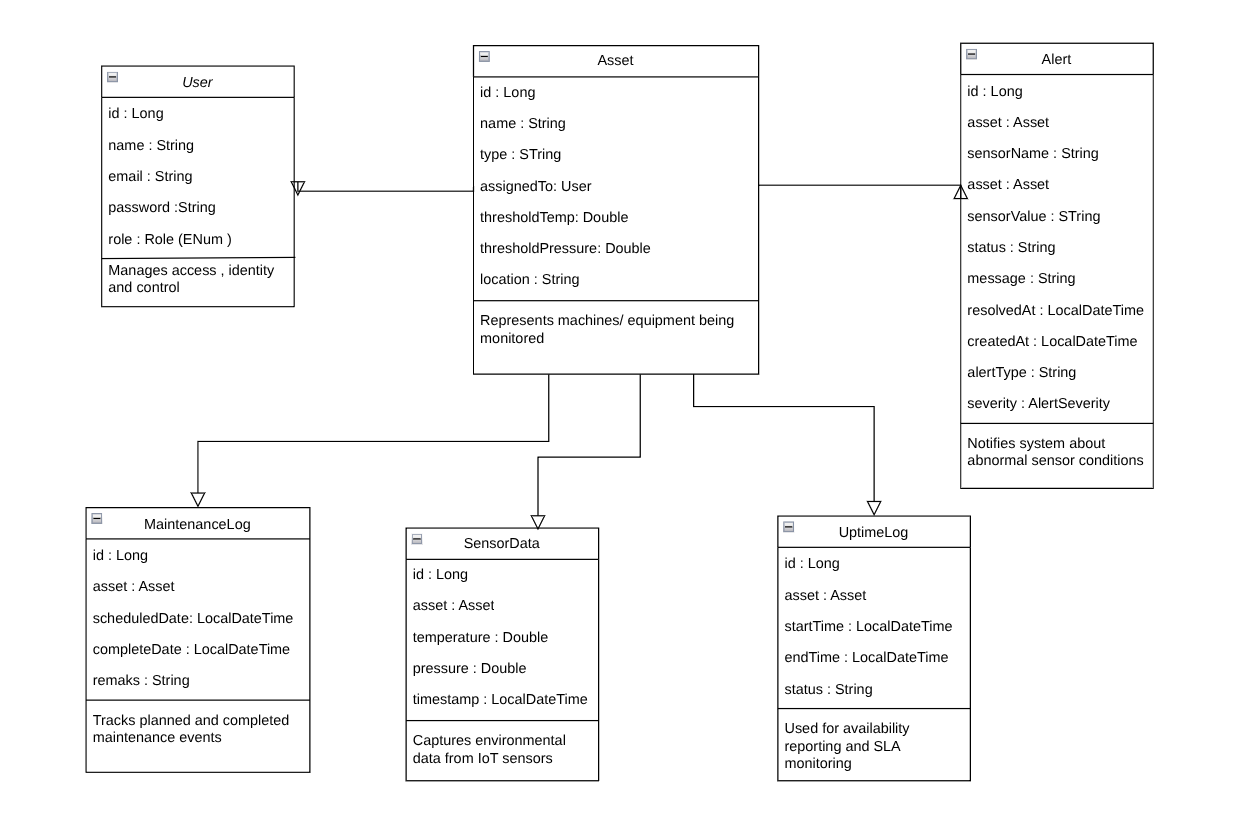 User
id : Long
name : String
email : String
password :String
role : Role (ENum )
Manages access , identity
and control
Asset
id : Long
name : String
type : STring
assignedTo: User
thresholdTemp: Double
thresholdPressure: Double
location : String
Represents machines/ equipment being
monitored
Alert
id : Long
asset : Asset
sensorName : String
asset : Asset
sensorValue : STring
status : String
message : String
resolvedAt : LocalDateTime
createdAt : LocalDateTime
alertType : String
severity : AlertSeverity
Notifies system about
abnormal sensor conditions
MaintenanceLog
id : Long
asset : Asset
scheduledDate: LocalDateTime
completeDate : LocalDateTime
remaks : String
Tracks planned and completed
maintenance events
SensorData
id : Long
asset : Asset
temperature : Double
pressure : Double
timestamp : LocalDateTime
Captures environmental
data from IoT sensors
UptimeLog
id : Long
asset : Asset
startTime : LocalDateTime
endTime : LocalDateTime
status : String
Used for availability
reporting and SLA
monitoring